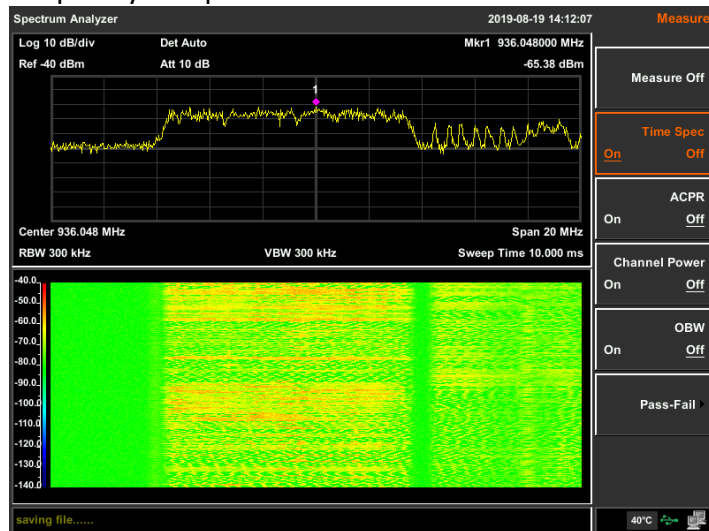 Spectrum Analyzer 2019-08-19 14:12:07 Measure
Log 10 dB/div Det Auto Mkr1 936.048000 MHz
Ref -40 dBm Att 10 dB -65.38 dBm
1
Center 936.048 MHz Span 20 MHz
RBW 300 kHz VBW 300 kHz Sweep Time 10.000 ms
-40.0
-50.0
-60.0
-70.0
-80.0
-90.0
-100.0
-110.0
-120.0
-130.0
-140.0
saving file......
Measure Off
Time Spec
On Off
ACPR
On Off
Channel Power
On Off
OBW
On Off
Pass-Fail
40°C